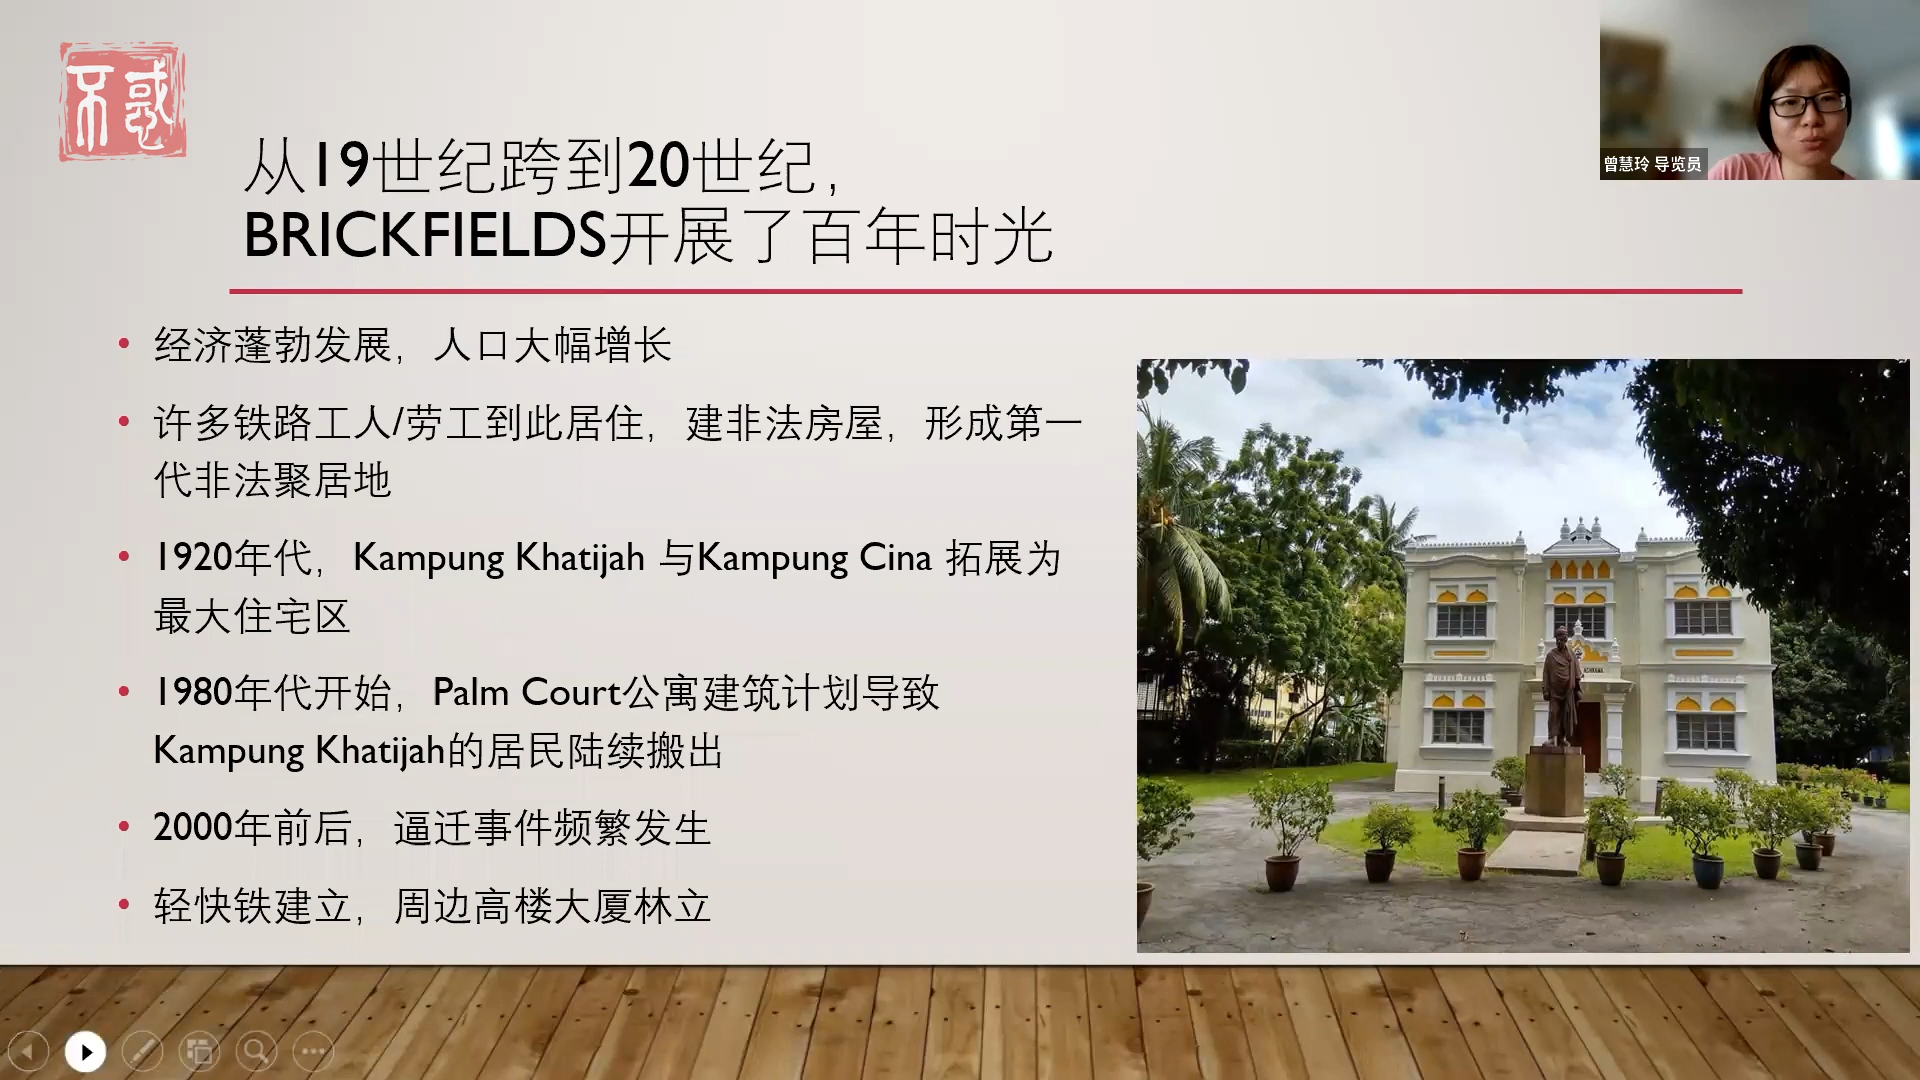 不惑
从19世纪跨到20世纪，
BRICKFIELDS开展了百年时光
曾慧玲 导览员
• 经济蓬勃发展，人口大幅增长
• 许多铁路工人/劳工到此居住，建非法房屋，形成第一
代非法聚居地
• 1920年代，Kampung Khatijah 与Kampung Cina 拓展为
最大住宅区
• 1980年代开始，Palm Court公寓建筑计划导致
Kampung Khatijah的居民陆续搬出
• 2000年前后，逼迁事件频繁发生
• 轻快铁建立，周边高楼大厦林立